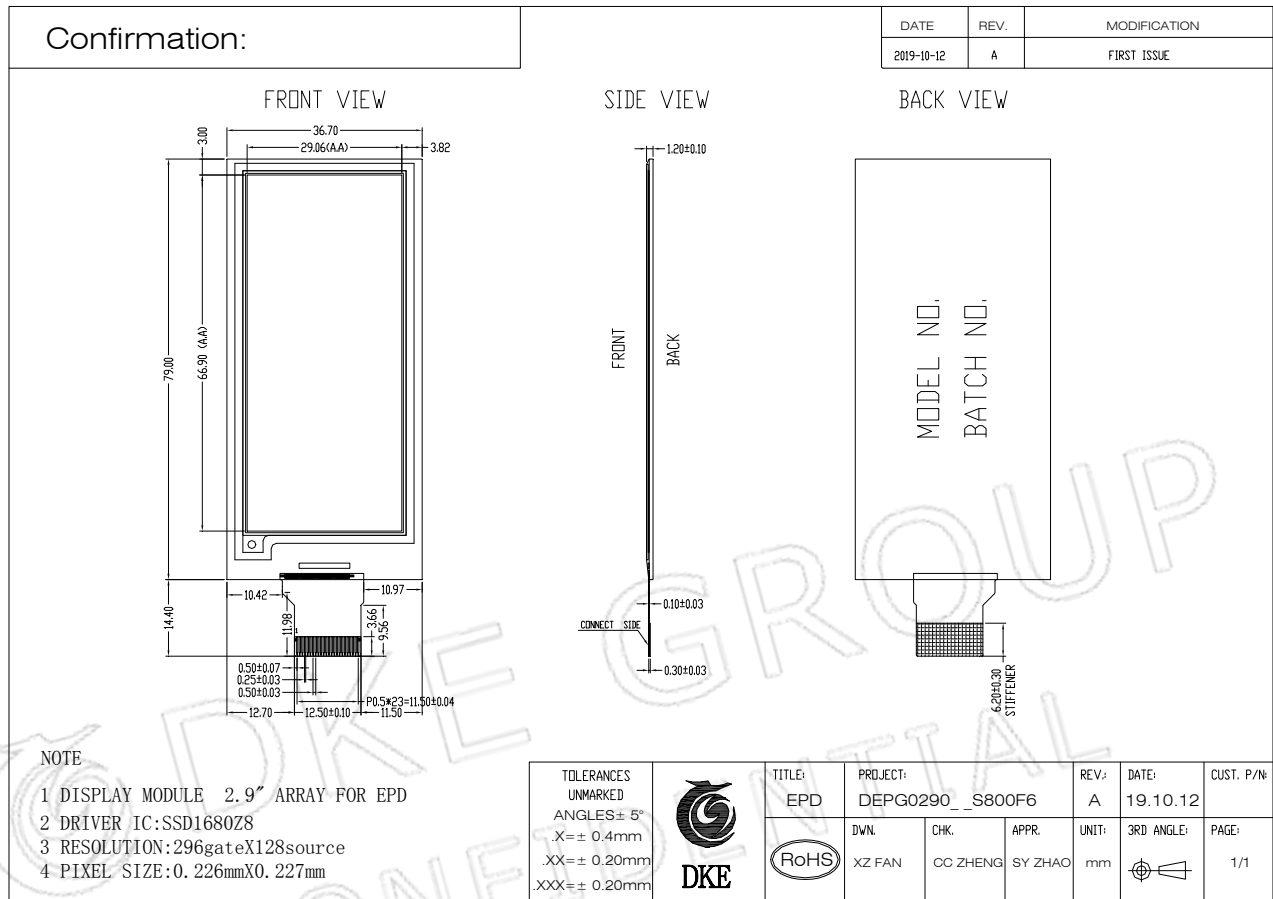 Confirmation:
DATE REV. MODIFICATION
2019-10-12 A FIRST ISSUE
FRONT VIEW
SIDE VIEW
BACK VIEW
36.70
29.06(A.A)
3.82
3.00
79.00
66.90 (A.A)
10.42
10.97
14.40
11.98
3.66
9.56
1
0.50±0.07
0.25±0.03
0.50±0.03
P0.5*23=11.50±0.04
12.70
12.50±0.10
11.50
1.20±0.10
FRONT
BACK
0.10±0.03
CONNECT SIDE
0.30±0.03
MODEL NO.
BATCH NO.
6.20±0.30
STIFFENER
DKE GROUP
CONFIDENTIAL
NOTE
1 DISPLAY MODULE 2.9″ ARRAY FOR EPD
2 DRIVER IC:SSD1680Z8
3 RESOLUTION:296gateX128source
4 PIXEL SIZE:0.226mmX0.227mm
TOLERANCES
UNMARKED
ANGLES± 5°
.X=± 0.4mm
.XX=± 0.20mm
.XXX=± 0.20mm
DKE
TITLE: PROJECT: REV.: DATE: CUST. P/N:
EPD DEPG0290_ _S800F6 A 19.10.12
RoHS
DWN. CHK. APPR. UNIT: 3RD ANGLE: PAGE:
XZ FAN CC ZHENG SY ZHAO mm 1/1